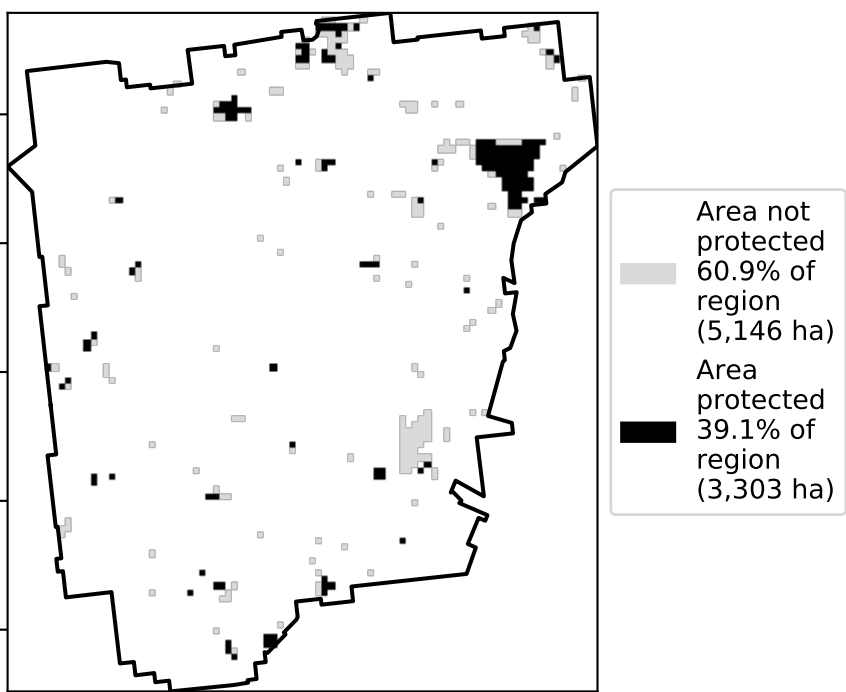 Area not
protected
60.9% of
region
(5,146 ha)
Area
protected
39.1% of
region
(3,303 ha)